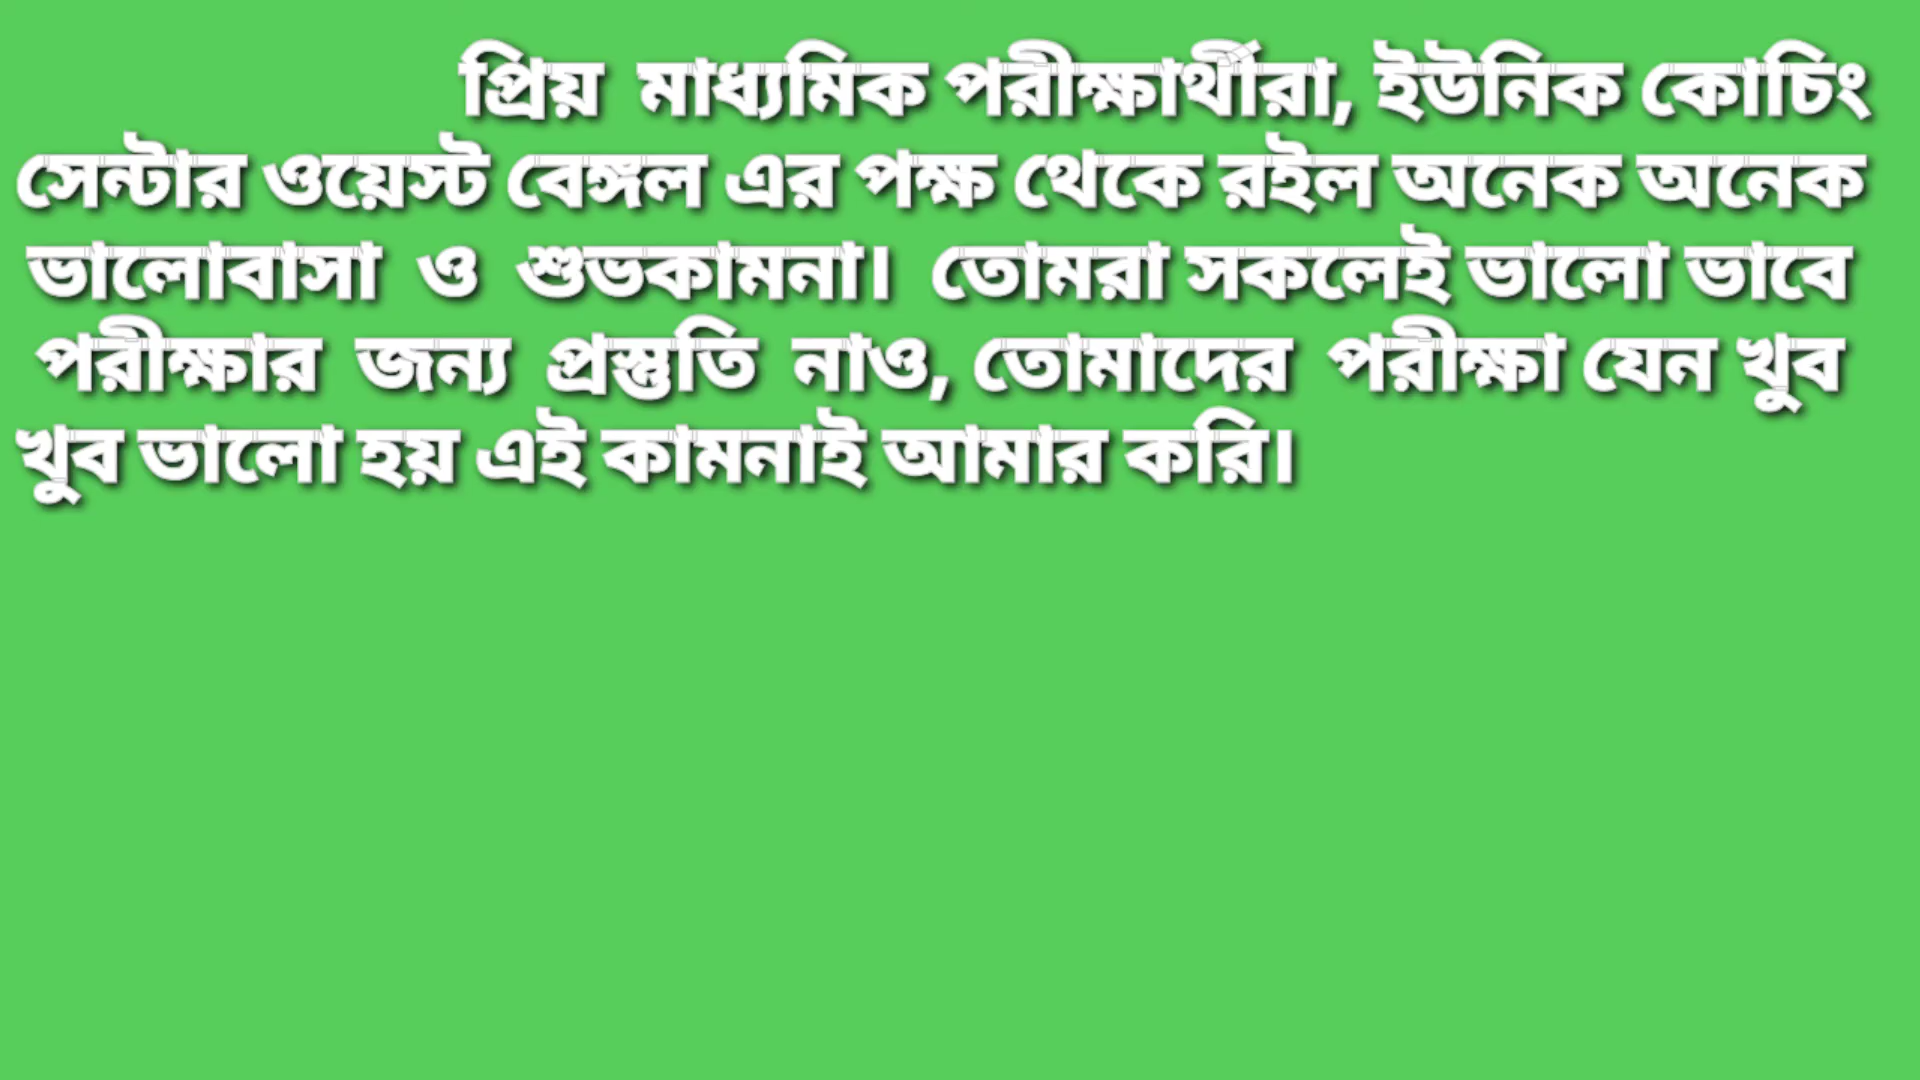 প্রিয় মাধ্যমিক পরীক্ষার্থীরা, ইউনিক কোচিং
সেন্টার ওয়েস্ট বেঙ্গল এর পক্ষ থেকে রইল অনেক অনেক
ভালোবাসা ও শুভকামনা। তোমরা সকলেই ভালো ভাবে
পরীক্ষার জন্য প্রস্তুতি নাও, তোমাদের পরীক্ষা যেন খুব
খুব ভালো হয় এই কামনাই আমার করি।